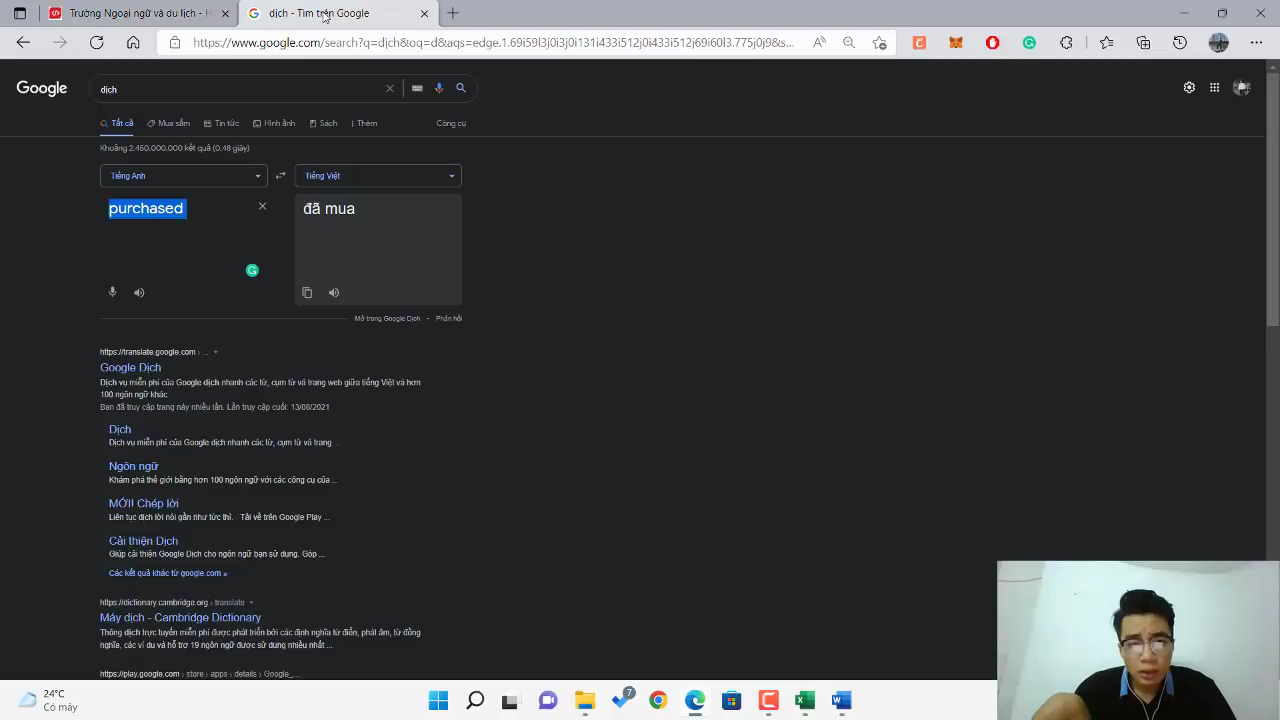 Trường Ngoại ngữ và du lịch - H
dịch - Tìm trên Google
https://www.google.com/search?q=dịch&oq=d&aqs=edge.1.69i59l3j0i3j0i131i433i512j0i433i512j69i60l3.775j0j9&s...
Google
dịch
Tất cả
Mua sắm
Tin tức
Hình ảnh
Sách
Thêm
Công cụ
Khoảng 2.450.000.000 kết quả (0,48 giây)
Tiếng Anh
Tiếng Việt
purchased
đã mua
Mở trong Google Dịch • Phản hồi
https://translate.google.com › ...
Google Dịch
Dịch vụ miễn phí của Google dịch nhanh các từ, cụm từ và trang web giữa tiếng Việt và hơn
100 ngôn ngữ khác
Bạn đã truy cập trang này nhiều lần. Lần truy cập cuối: 13/08/2021
Dịch
Dịch vụ miễn phí của Google dịch nhanh các từ, cụm từ và trang ...
Ngôn ngữ
Khám phá thế giới bằng hơn 100 ngôn ngữ với các công cụ của ...
MỚI! Chép lời
Liên tục dịch lời nói gần như tức thì. Tải về trên Google Play ...
Cải thiện Dịch
Giúp cải thiện Google Dịch cho ngôn ngữ bạn sử dụng. Góp ...
Các kết quả khác từ google.com »
https://dictionary.cambridge.org › translate
Máy dịch - Cambridge Dictionary
Thông dịch trực tuyến miễn phí được phát triển bởi các định nghĩa từ điển, phát âm, từ đồng
nghĩa, các ví dụ và hỗ trợ 19 ngôn ngữ được sử dụng nhiều nhất ...
https://play.google.com › store › apps › details › Google_...
24°C
Có mây
7